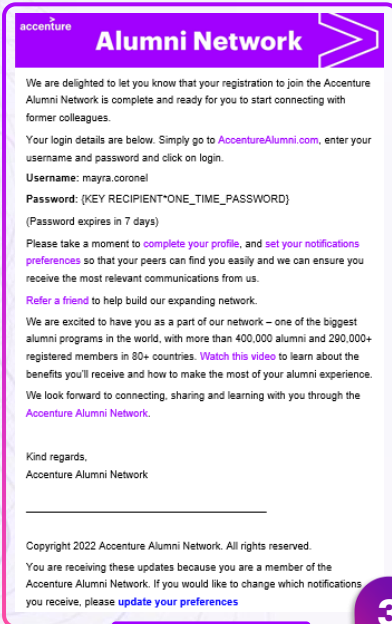 accenture
Alumni Network
We are delighted to let you know that your registration to join the Accenture
Alumni Network is complete and ready for you to start connecting with
former colleagues.
Your login details are below. Simply go to AccentureAlumni.com, enter your
username and password and click on login.
Username: mayra.coronel
Password: {KEY RECIPIENT*ONE_TIME_PASSWORD}
(Password expires in 7 days)
Please take a moment to complete your profile, and set your notifications
preferences so that your peers can find you easily and we can ensure you
receive the most relevant communications from us.
Refer a friend to help build our expanding network.
We are excited to have you as a part of our network – one of the biggest
alumni programs in the world, with more than 400,000 alumni and 290,000+
registered members in 80+ countries. Watch this video to learn about the
benefits you'll receive and how to make the most of your alumni experience.
We look forward to connecting, sharing and learning with you through the
Accenture Alumni Network.
Kind regards,
Accenture Alumni Network
Copyright 2022 Accenture Alumni Network. All rights reserved.
You are receiving these updates because you are a member of the
Accenture Alumni Network. If you would like to change which notifications
you receive, please update your preferences
3